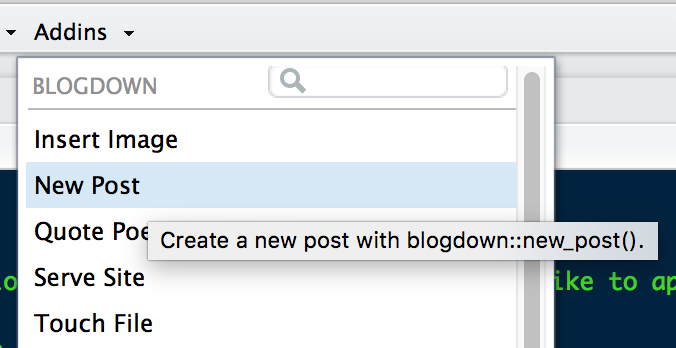 Addins
BLOGDOWN
Insert Image
New Post
Quote Poe
Create a new post with blogdown::new_post().
Serve Site
ike to ap
Touch File